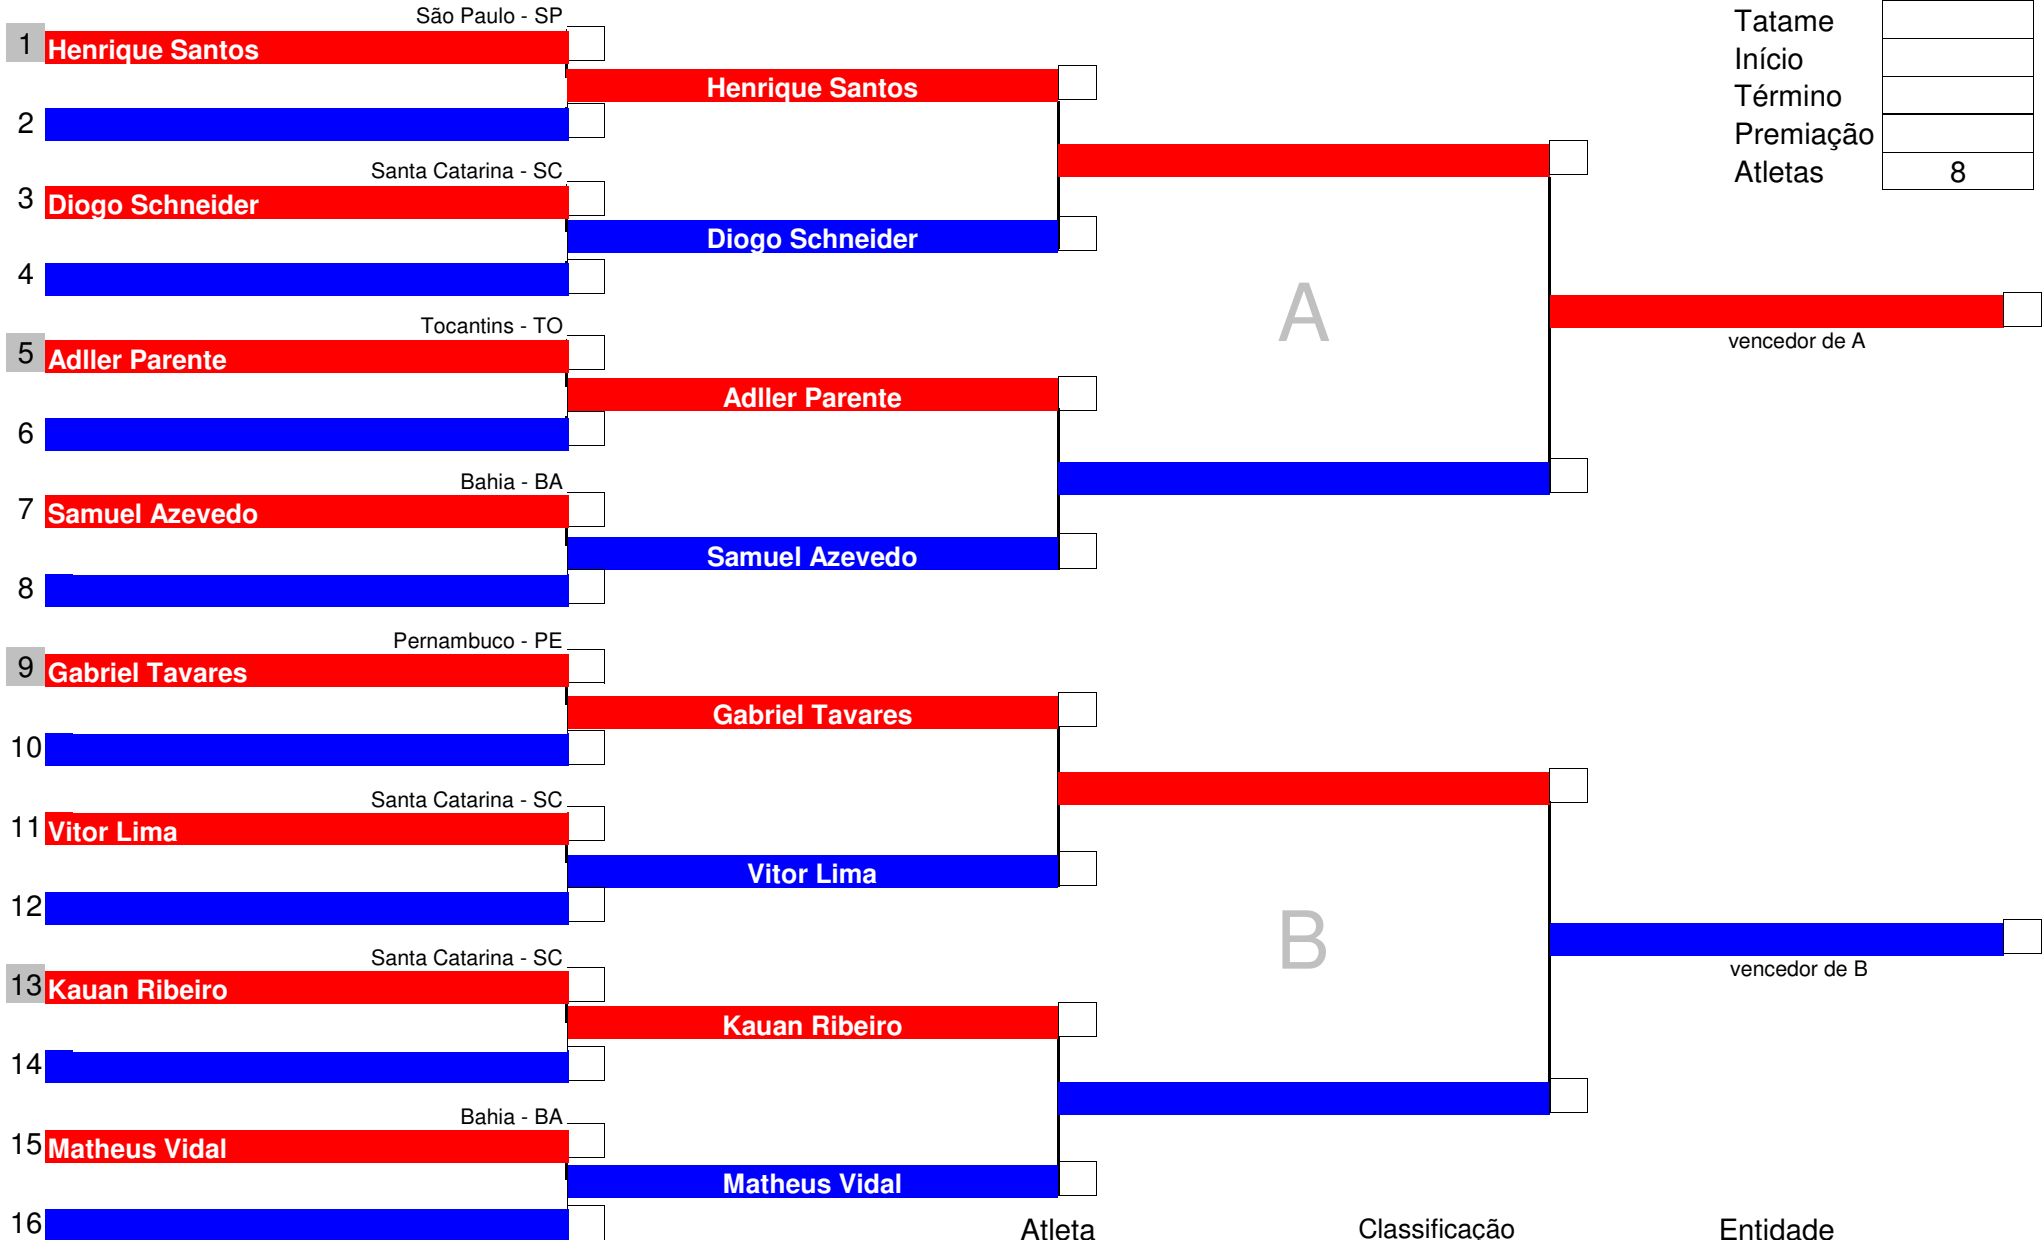 São Paulo - SP
1 Henrique Santos
Henrique Santos
2
Santa Catarina - SC
3 Diogo Schneider
Diogo Schneider
4
Tocantins - TO
5 Adller Parente
Adller Parente
6
Bahia - BA
7 Samuel Azevedo
Samuel Azevedo
8
Pernambuco - PE
9 Gabriel Tavares
Gabriel Tavares
10
Santa Catarina - SC
11 Vitor Lima
Vitor Lima
12
Santa Catarina - SC
13 Kauan Ribeiro
Kauan Ribeiro
14
Bahia - BA
15 Matheus Vidal
Matheus Vidal
16
A
B
vencedor de A
vencedor de B
Tatame
Início
Término
Premiação
Atletas 8
Atleta Classificação Entidade